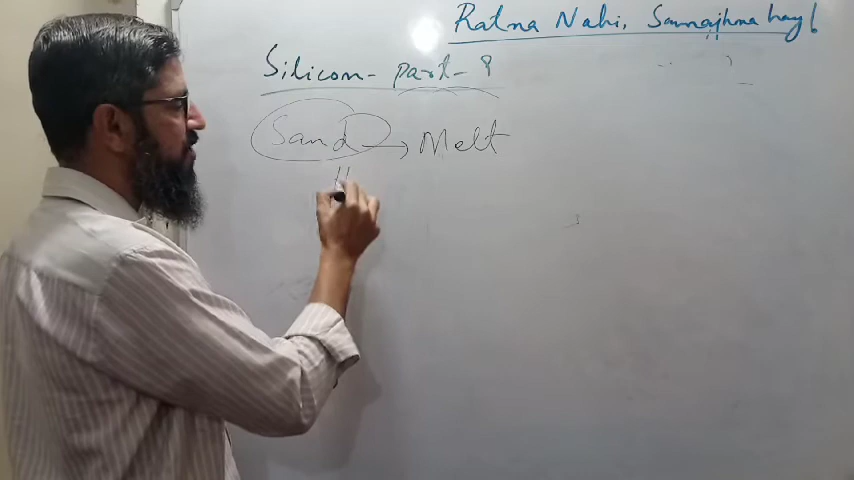 Ratna Nahi, Samajhna hay!
Silicon- part- 9
Sand → Melt